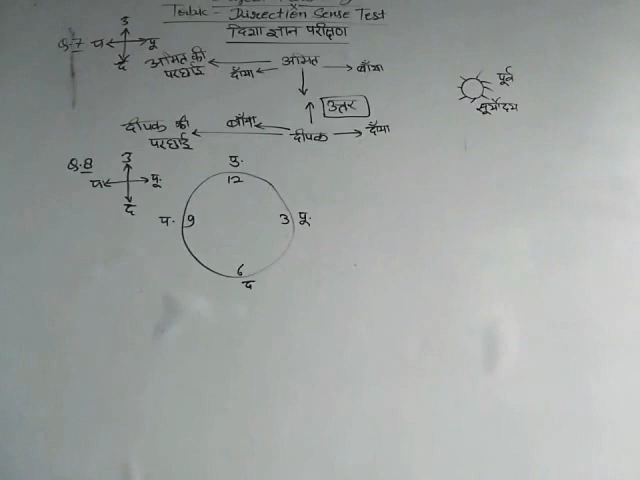 Topic - Direction Sense Test
दिशा ज्ञान परीक्षण
Q.7 उ प पू द
अमित की परछाई दाँया अमित बाँया
उत्तर
दीपक की परछाई बाँया दीपक दाँया
पूर्व
सूर्योदय
Q.8 उ प पू द
12
प. 9 3 पू.
6
द